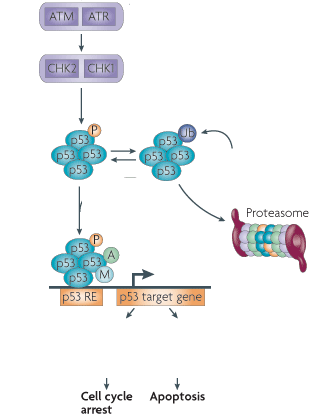 ATM ATR
CHK2 CHK1
P
p53
p53 p53
p53
Ub
p53
p53 p53
p53
Proteasome
P
p53
A
p53 p53
M
p53
p53 RE p53 target gene
Cell cycle arrest
Apoptosis